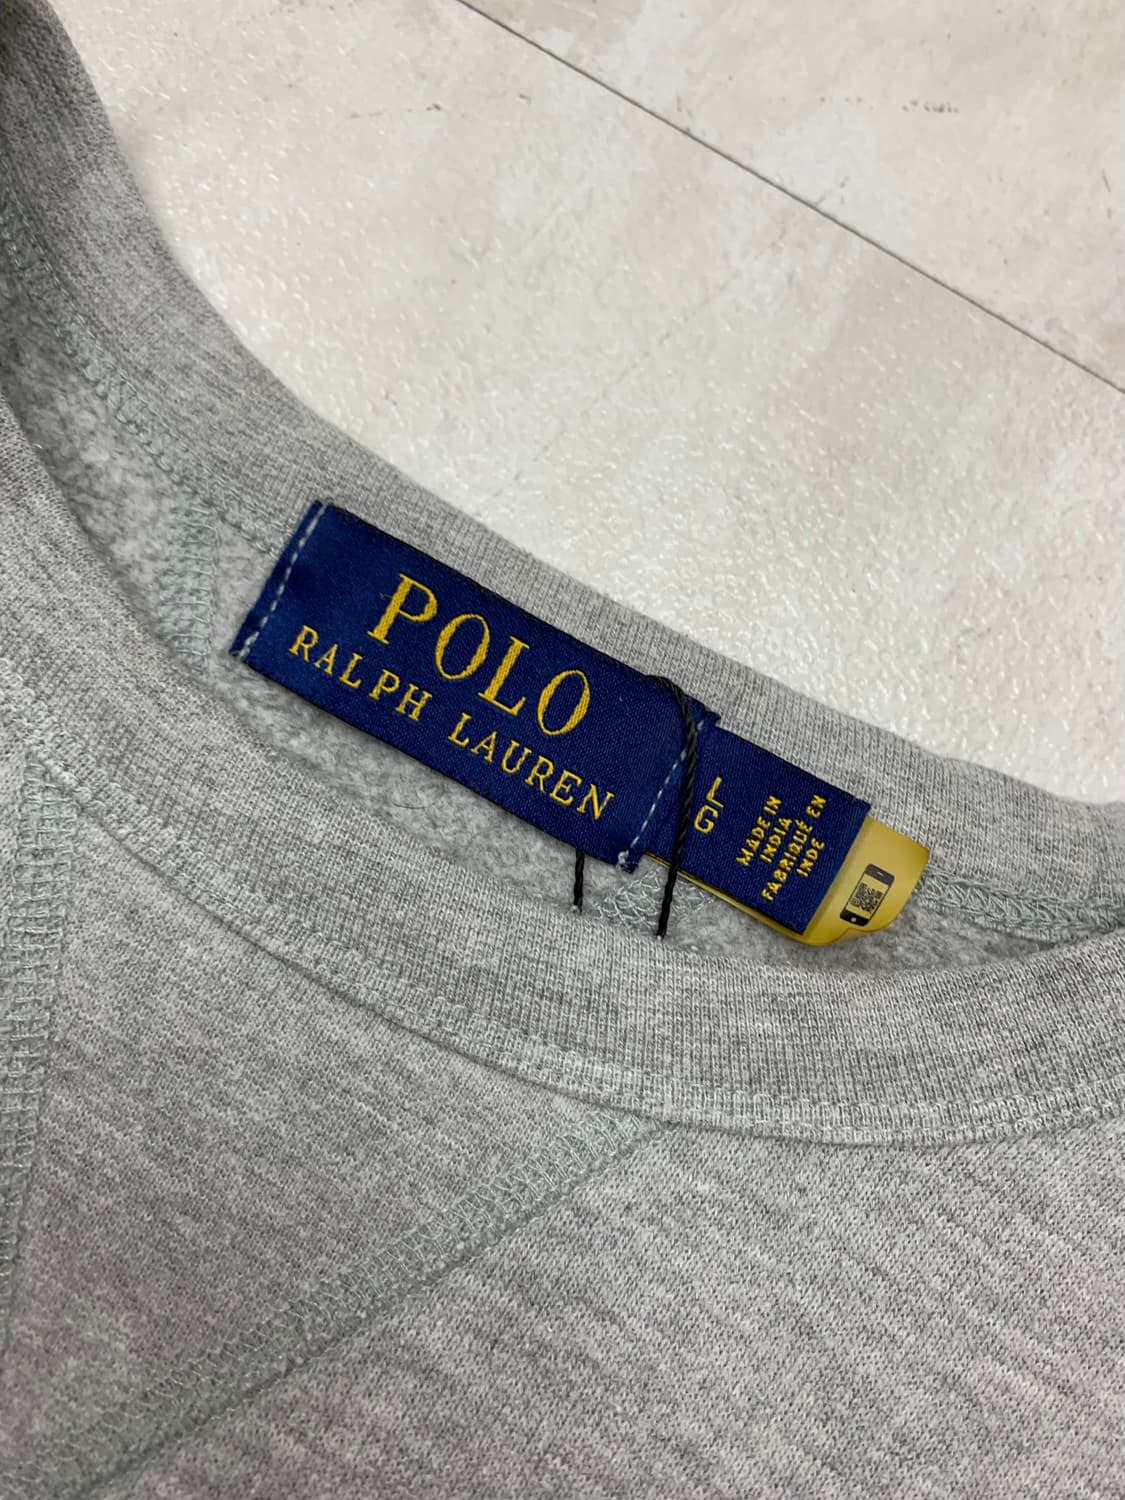 POLO
RALPH LAUREN
L
G
MADE IN
INDIA
FABRIQUÉ EN
INDE